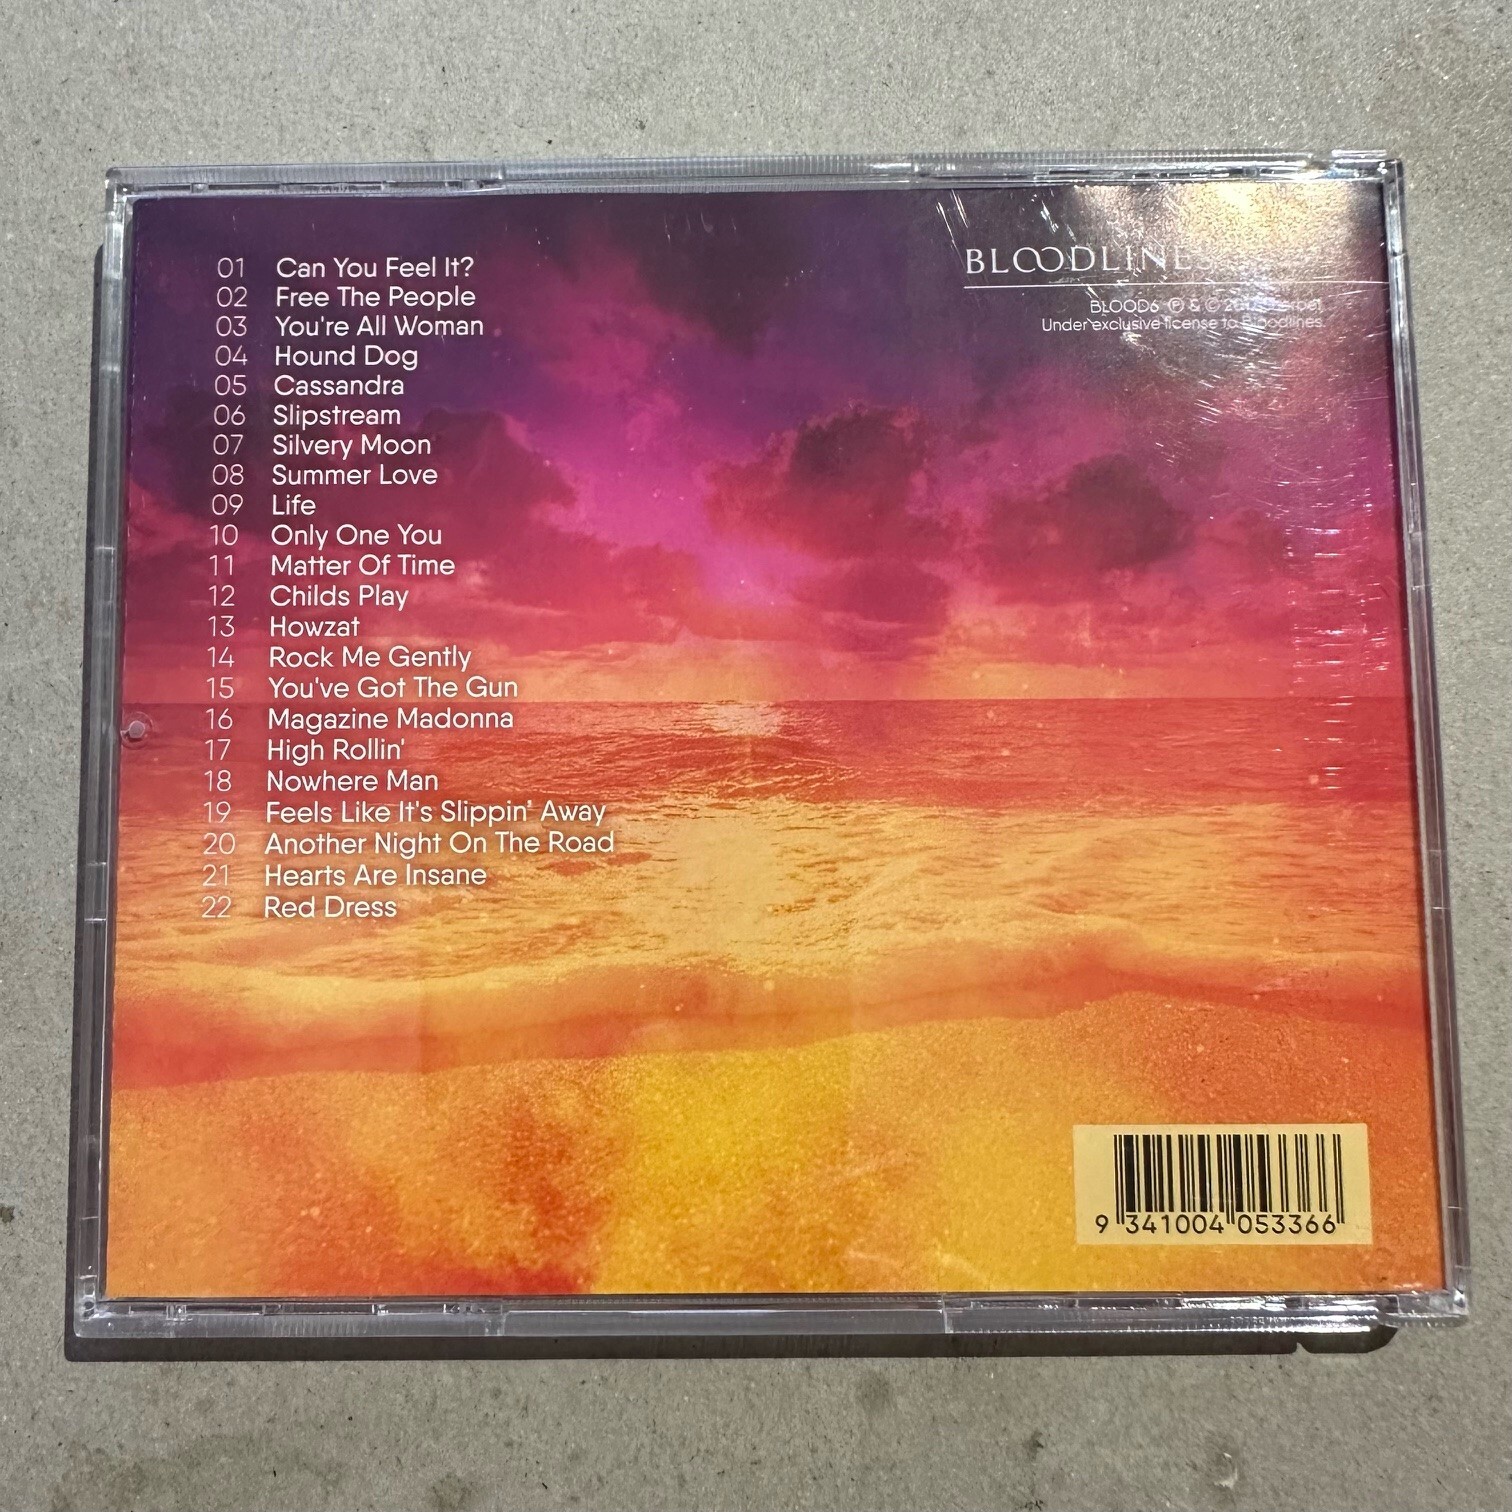 01 Can You Feel It?
02 Free The People
03 You're All Woman
04 Hound Dog
05 Cassandra
06 Slipstream
07 Silvery Moon
08 Summer Love
09 Life
10 Only One You
11 Matter Of Time
12 Childs Play
13 Howzat
14 Rock Me Gently
15 You've Got The Gun
16 Magazine Madonna
17 High Rollin'
18 Nowhere Man
19 Feels Like It's Slippin' Away
20 Another Night On The Road
21 Hearts Are Insane
22 Red Dress
BLOODLINES
BLOOD6 ℗ & © Sherbet
Under exclusive license to Bloodlines.
9 341004 053366